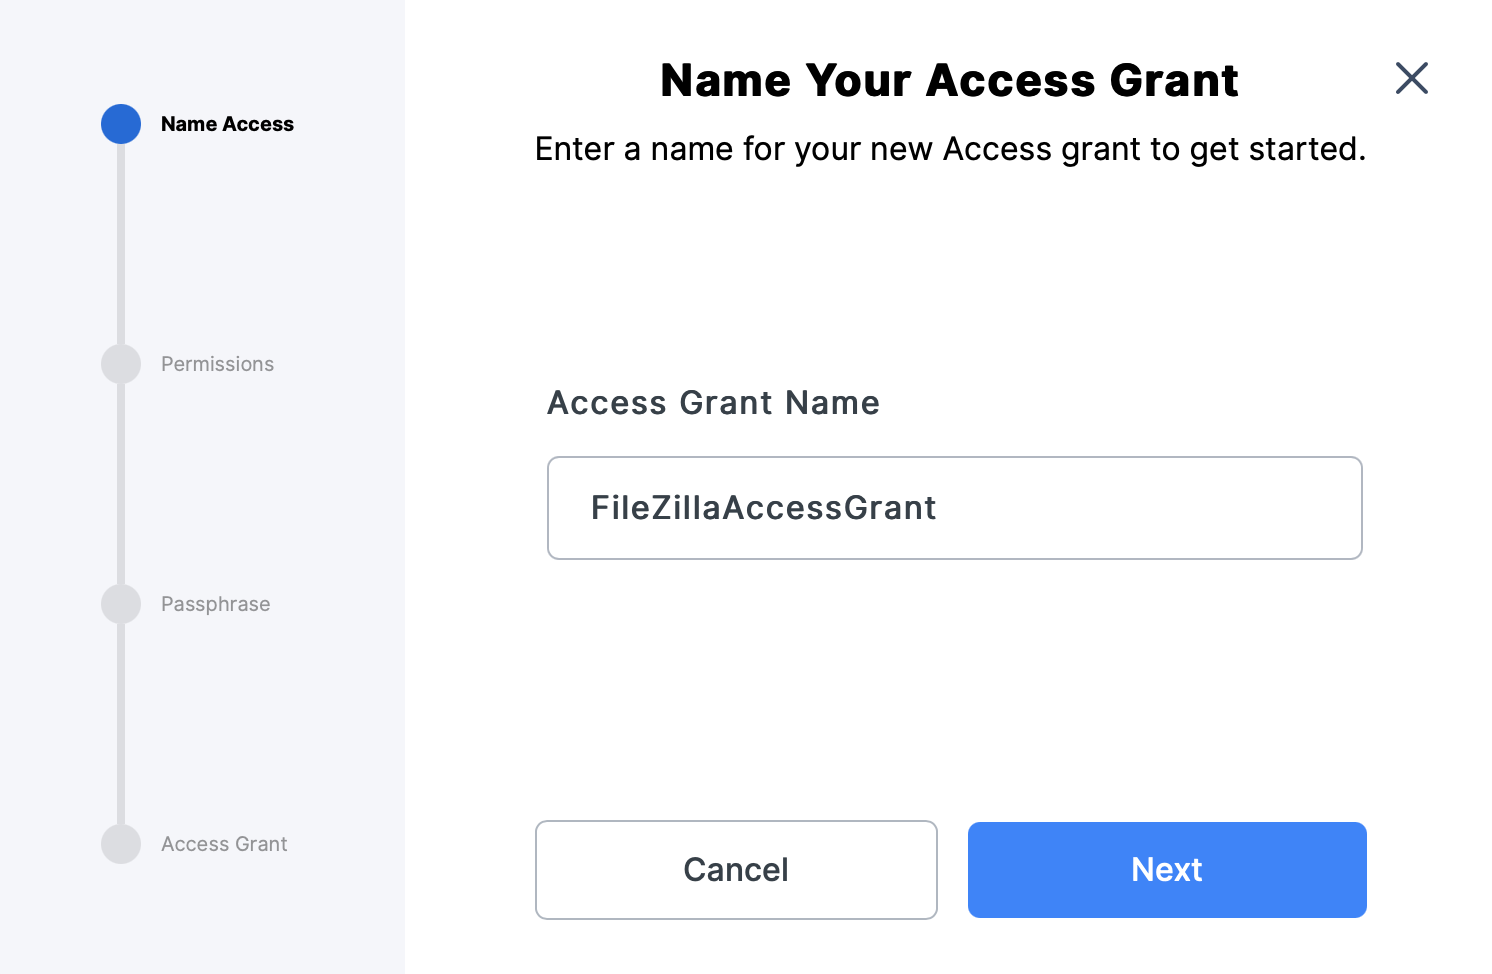 Name Access
Permissions
Passphrase
Access Grant
Name Your Access Grant
Enter a name for your new Access grant to get started.
Access Grant Name
FileZillaAccessGrant
Cancel
Next